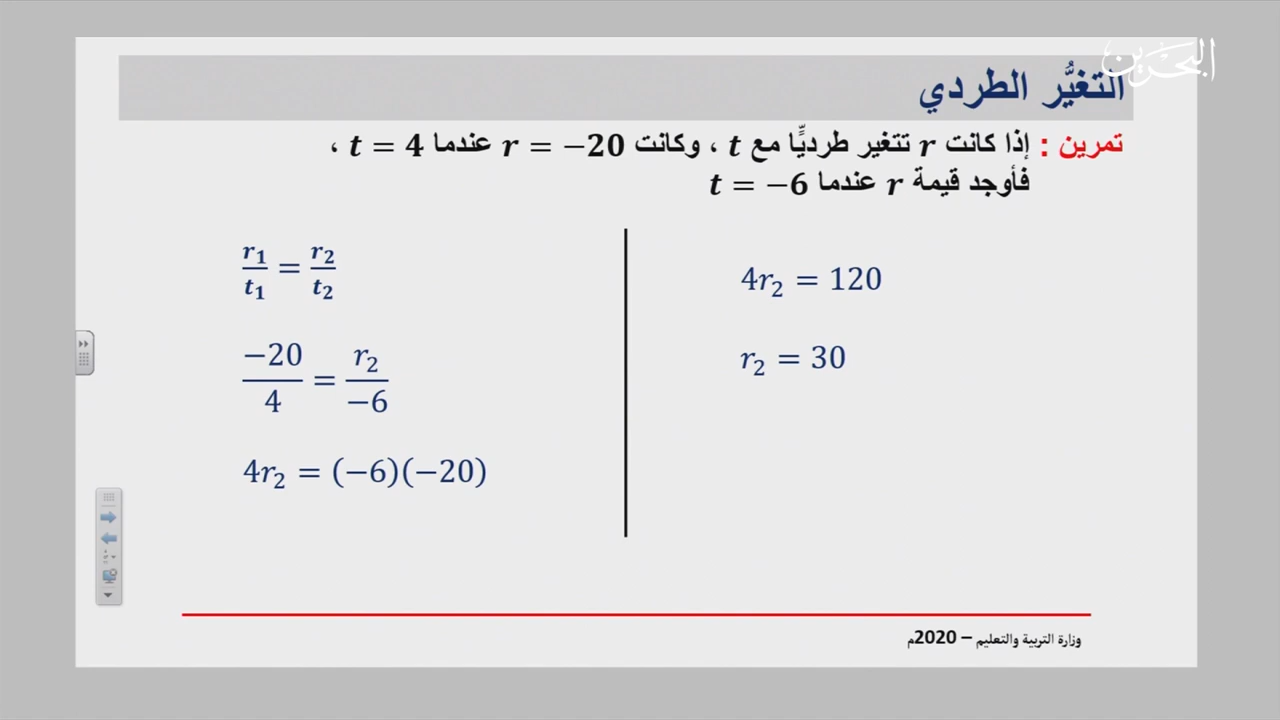 البحرين
التغيُّر الطردي
تمرين : إذا كانت r تتغير طرديًّا مع t ، وكانت r = −20 عندما t = 4 ،
فأوجد قيمة r عندما t = −6
r₁/t₁ = r₂/t₂
−20/4 = r₂/−6
4r₂ = (−6)(−20)
4r₂ = 120
r₂ = 30
وزارة التربية والتعليم – 2020م